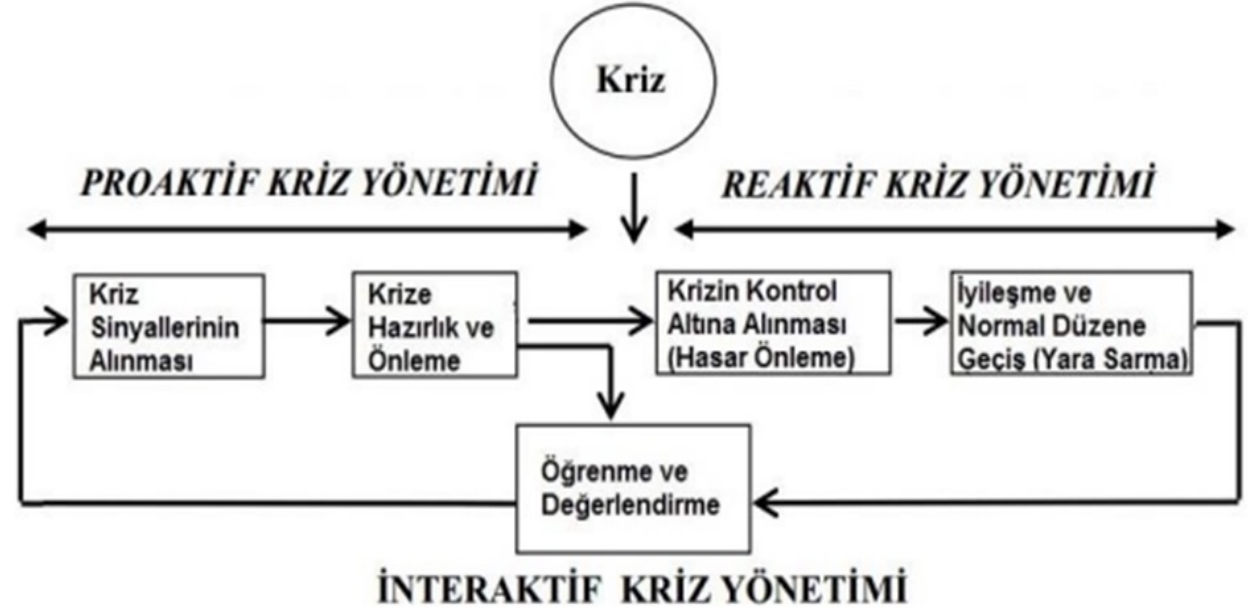 Kriz
PROAKTİF KRİZ YÖNETİMİ
REAKTİF KRİZ YÖNETİMİ
Kriz
Sinyallerinin
Alınması
Krize
Hazırlık ve
Önleme
Krizin Kontrol
Altına Alınması
(Hasar Önleme)
İyileşme ve
Normal Düzene
Geçiş (Yara Sarma)
Öğrenme ve
Değerlendirme
İNTERAKTİF KRİZ YÖNETİMİ